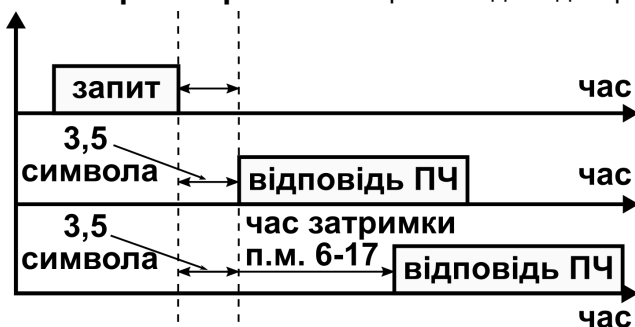 запит
час
3,5
символа
відповідь ПЧ
час
3,5
символа
час затримки
п.м. 6-17
відповідь ПЧ
час